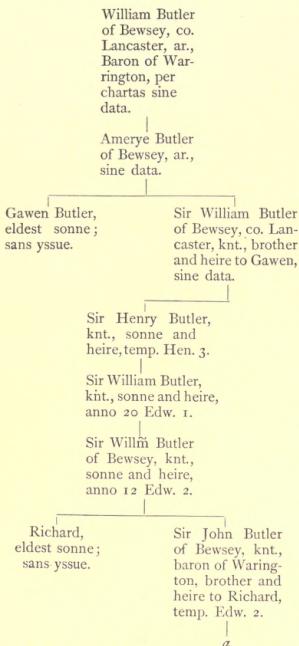 William Butler
of Bewsey, co.
Lancaster, ar.,
Baron of War-
rington, per
chartas sine
data.
Amerye Butler
of Bewsey, ar.,
sine data.
Gawen Butler,
eldest sonne;
sans yssue.
Sir William Butler
of Bewsey, co. Lan-
caster, knt., brother
and heire to Gawen,
sine data.
Sir Henry Butler,
knt., sonne and
heire, temp. Hen. 3.
Sir William Butler,
knt., sonne and heire,
anno 20 Edw. 1.
Sir Willm̃ Butler
of Bewsey, knt.,
sonne and heire,
anno 12 Edw. 2.
Richard,
eldest sonne;
sans yssue.
Sir John Butler
of Bewsey, knt.,
baron of Waring-
ton, brother and
heire to Richard,
temp. Edw. 2.
a